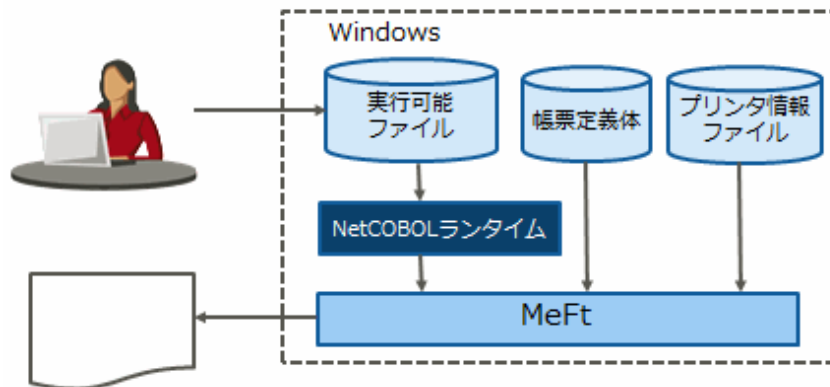 Windows
実行可能
ファイル
帳票定義体
プリンタ情報
ファイル
NetCOBOLランタイム
MeFt